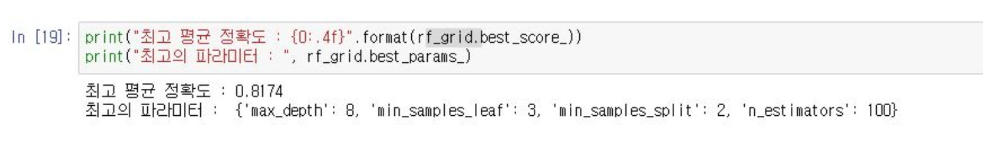 In [19]: print("최고 평균 정확도 : {0:.4f}".format(rf_grid.best_score_))
print("최고의 파라미터 : ", rf_grid.best_params_)
최고 평균 정확도 : 0.8174
최고의 파라미터 :  {'max_depth': 8, 'min_samples_leaf': 3, 'min_samples_split': 2, 'n_estimators': 100}